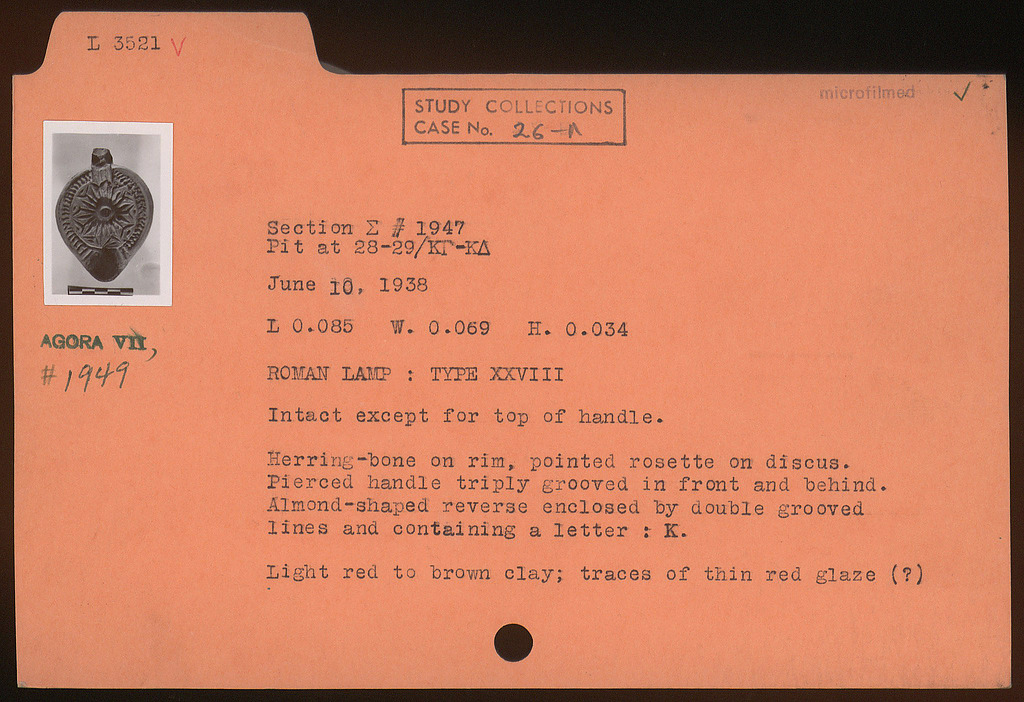 L 3521 V
microfilmed ✓
STUDY COLLECTIONS
CASE No. 26
Section Σ # 1947
Pit at 28-29/ΚΓ-ΚΔ
June 10, 1938
L 0.085 W. 0.069 H. 0.034
AGORA VII,
# 1949
ROMAN LAMP : TYPE XXVIII
Intact except for top of handle.
Herring-bone on rim, pointed rosette on discus.
Pierced handle triply grooved in front and behind.
Almond-shaped reverse enclosed by double grooved
lines and containing a letter : K.
Light red to brown clay; traces of thin red glaze (?)